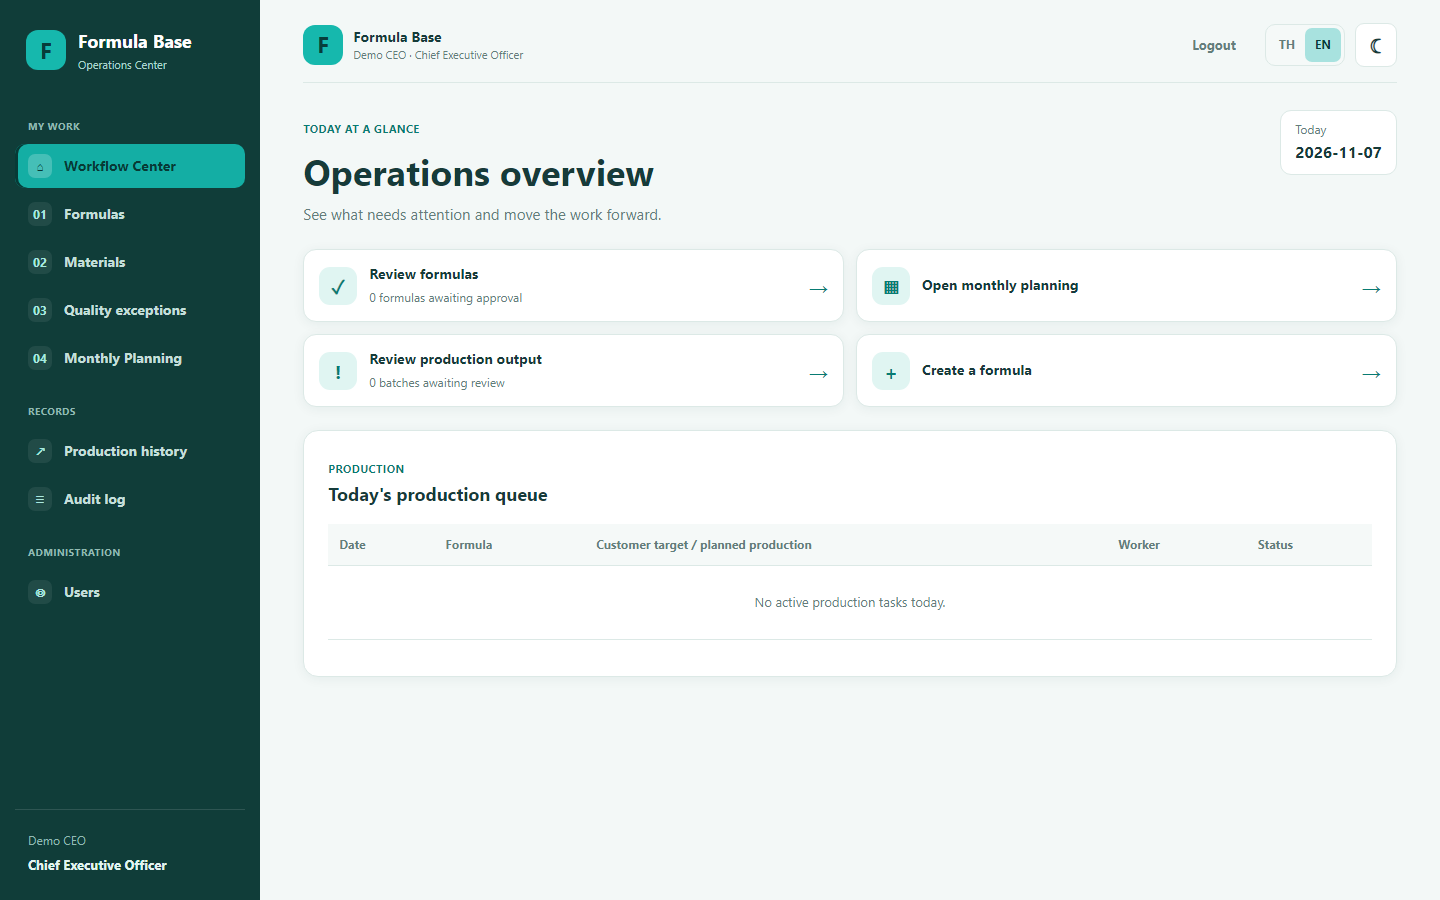 F
Formula Base
Operations Center
MY WORK
Workflow Center
01 Formulas
02 Materials
03 Quality exceptions
04 Monthly Planning
RECORDS
Production history
Audit log
ADMINISTRATION
Users
Demo CEO
Chief Executive Officer
F
Formula Base
Demo CEO · Chief Executive Officer
Logout
TH EN
TODAY AT A GLANCE
Operations overview
See what needs attention and move the work forward.
Today
2026-11-07
Review formulas
0 formulas awaiting approval
Open monthly planning
! Review production output
0 batches awaiting review
+ Create a formula
PRODUCTION
Today's production queue
Date Formula Customer target / planned production Worker Status
No active production tasks today.